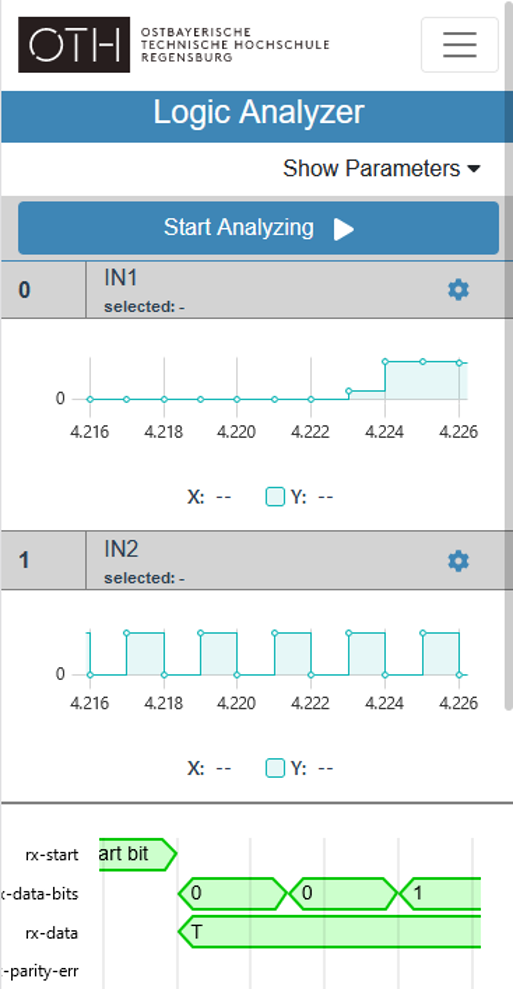 OTH
OSTBAYERISCHE
TECHNISCHE HOCHSCHULE
REGENSBURG
Logic Analyzer
Show Parameters
Start Analyzing
0 IN1
selected: -
0
4.216 4.218 4.220 4.222 4.224 4.226
X: -- Y: --
1 IN2
selected: -
0
4.216 4.218 4.220 4.222 4.224 4.226
X: -- Y: --
rx-start art bit
x-data-bits 0 0 1
rx-data T
-parity-err